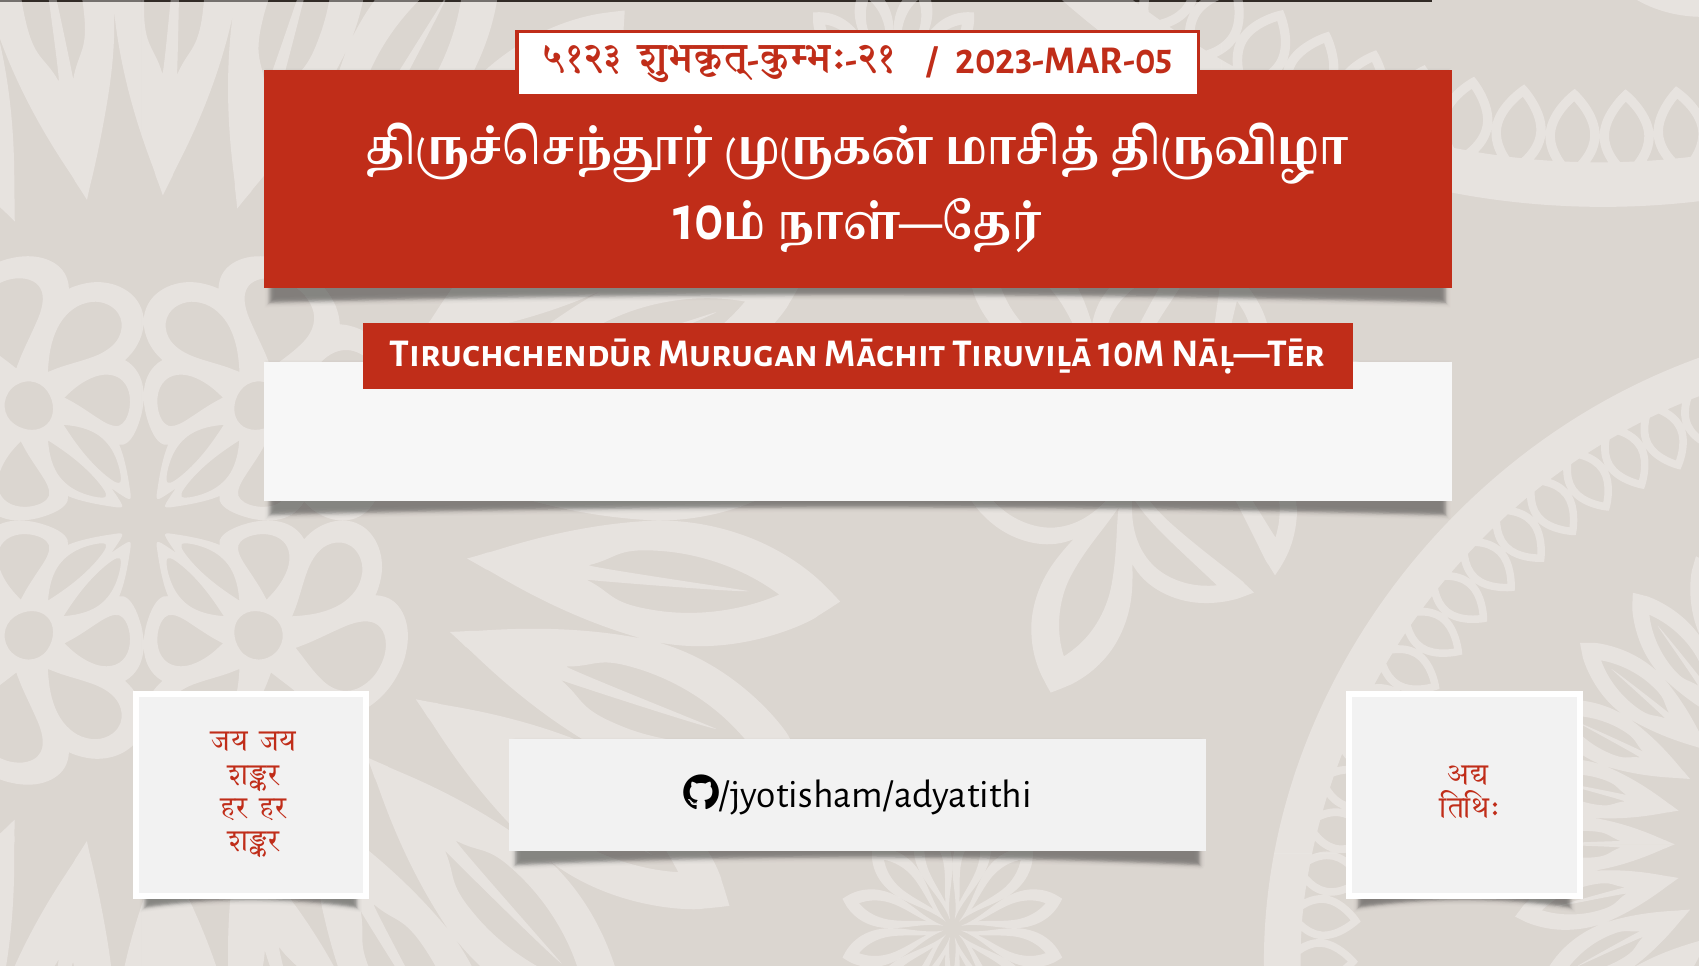 ५१२३ शुभकृत्-कुम्भः-२१ / 2023-MAR-05
திருச்செந்தூர் முருகன் மாசித் திருவிழா
10ம் நாள்—தேர்
Tiruchchendūr Murugan Māchit Tiruviḻā 10M Nāḷ—Tēr
जय जय
शङ्कर
हर हर
शङ्कर
/jyotisham/adyatithi
अद्य
तिथिः